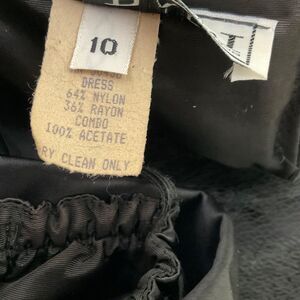 10
DRESS
64% NYLON
36% RAYON
COMBO
100% ACETATE
RY CLEAN ONLY